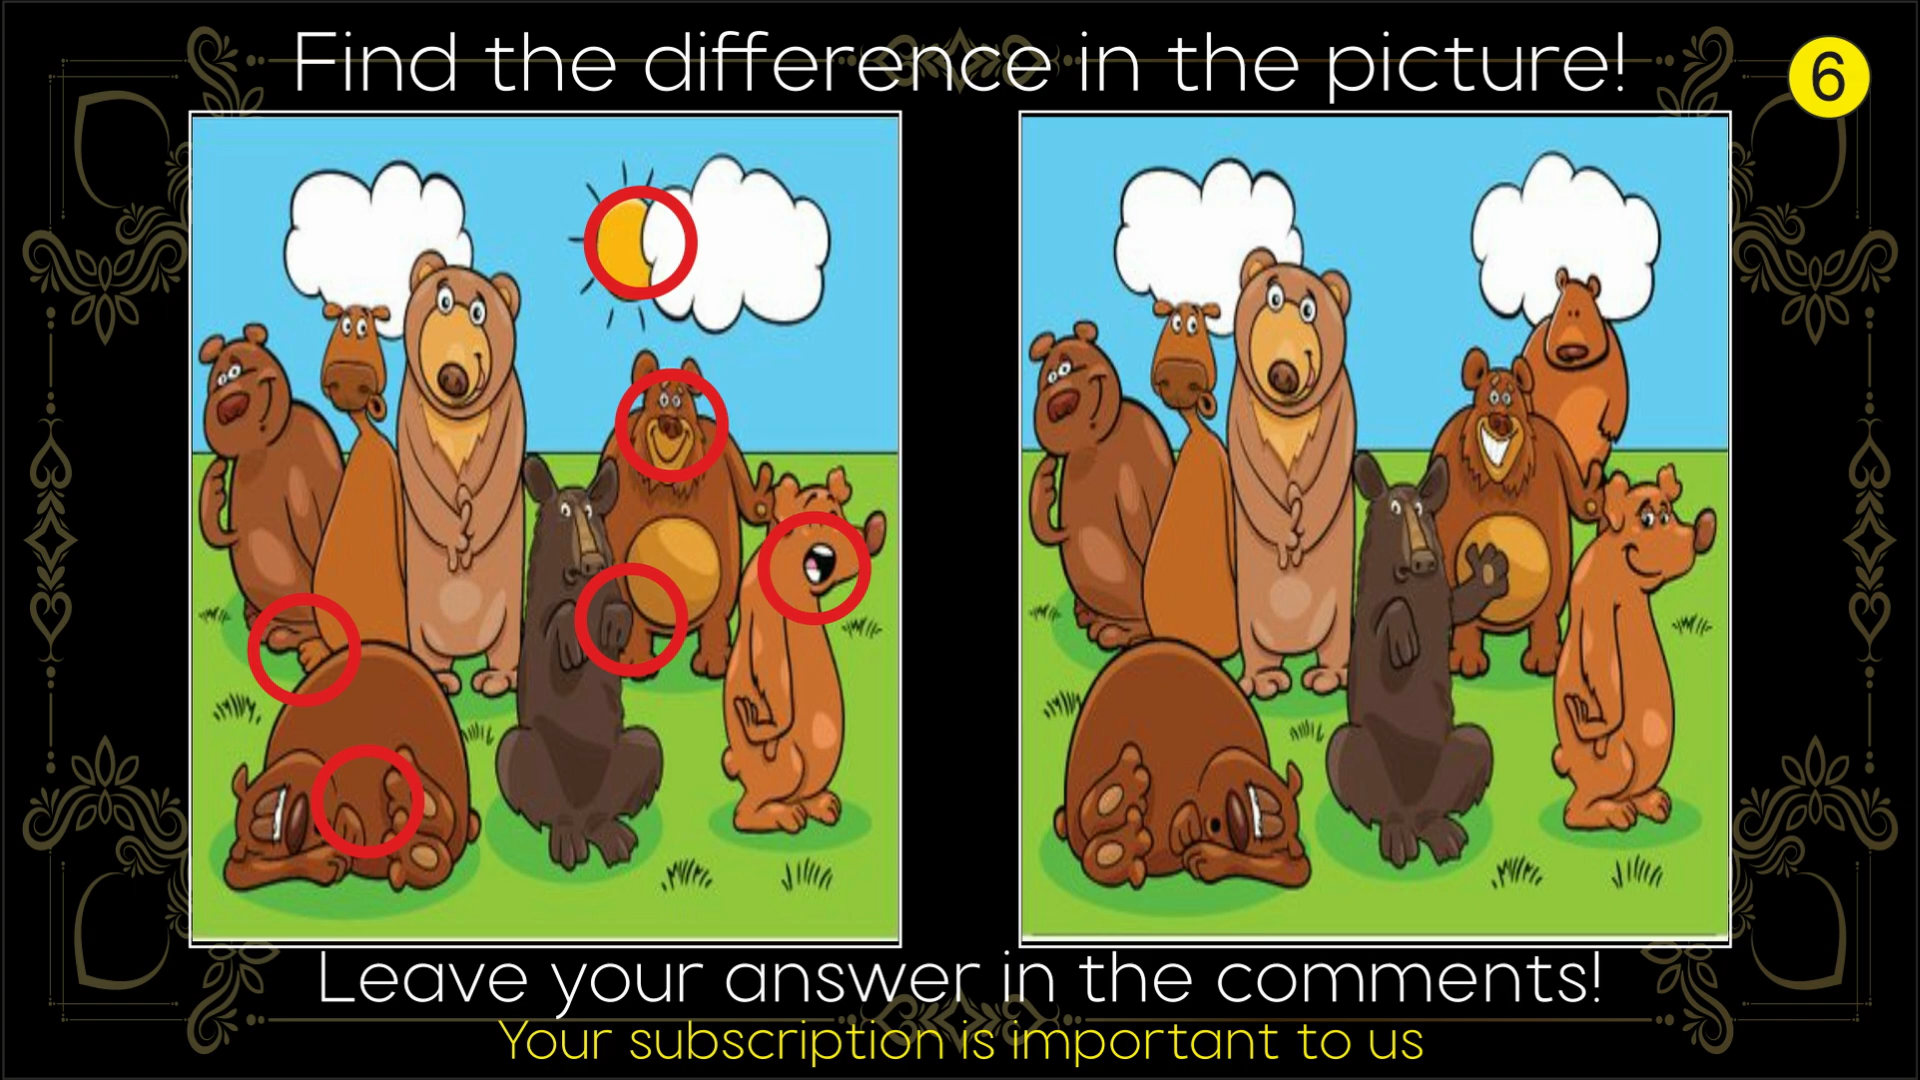 Find the difference in the picture!
6
Leave your answer in the comments!
Your subscription is important to us